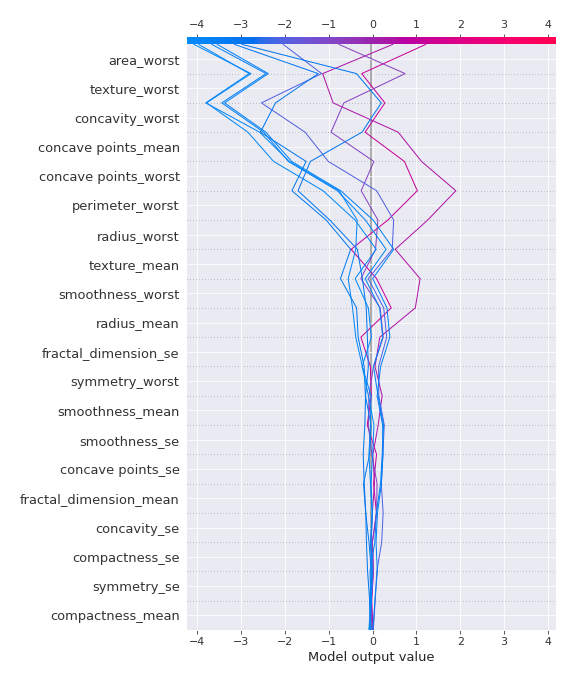 −4 −3 −2 −1 0 1 2 3 4
area_worst
texture_worst
concavity_worst
concave points_mean
concave points_worst
perimeter_worst
radius_worst
texture_mean
smoothness_worst
radius_mean
fractal_dimension_se
symmetry_worst
smoothness_mean
smoothness_se
concave points_se
fractal_dimension_mean
concavity_se
compactness_se
symmetry_se
compactness_mean
−4 −3 −2 −1 0 1 2 3 4
Model output value